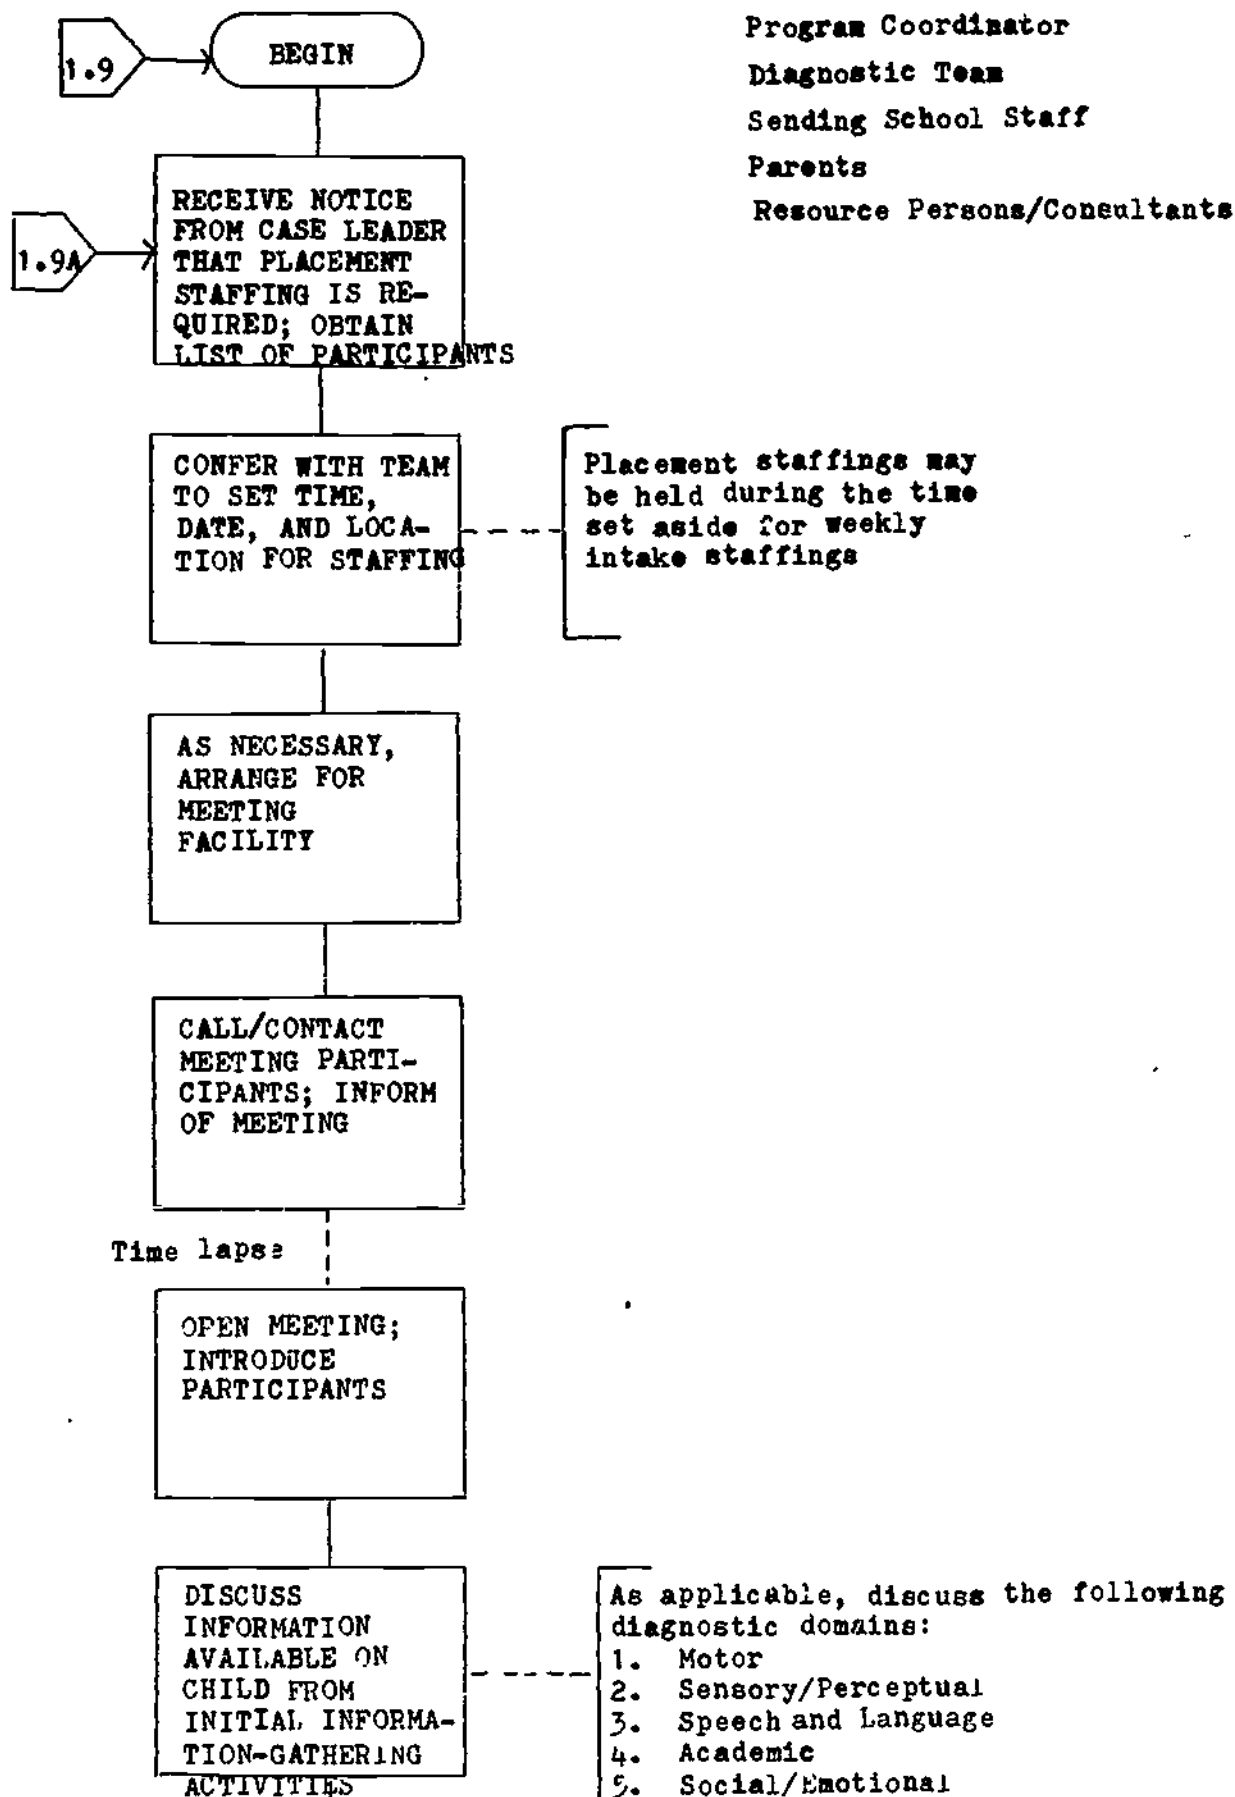 1.9
BEGIN
Program Coordinator
Diagnostic Team
Sending School Staff
Parents
Resource Persons/Consultants
1.9A
RECEIVE NOTICE
FROM CASE LEADER
THAT PLACEMENT
STAFFING IS RE-
QUIRED; OBTAIN
LIST OF PARTICIPANTS
CONFER WITH TEAM
TO SET TIME,
DATE, AND LOCA-
TION FOR STAFFING
Placement staffings may
be held during the time
set aside for weekly
intake staffings
AS NECESSARY,
ARRANGE FOR
MEETING
FACILITY
CALL/CONTACT
MEETING PARTI-
CIPANTS; INFORM
OF MEETING
Time lapse
OPEN MEETING;
INTRODUCE
PARTICIPANTS
DISCUSS
INFORMATION
AVAILABLE ON
CHILD FROM
INITIAL INFORMA-
TION-GATHERING
ACTIVITIES
As applicable, discuss the following
diagnostic domains:
1. Motor
2. Sensory/Perceptual
3. Speech and Language
4. Academic
5. Social/Emotional